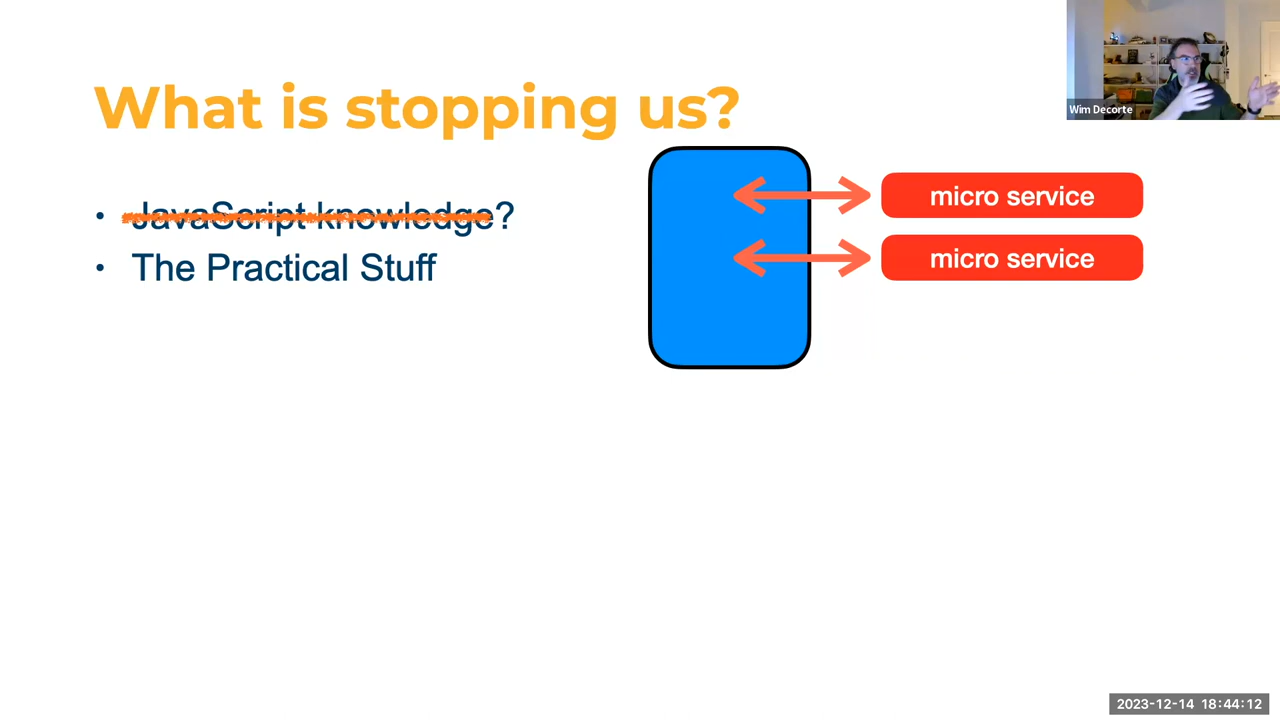 What is stopping us?
• JavaScript knowledge?
• The Practical Stuff
micro service
micro service
Wim Decorte
2023-12-14 18:44:12